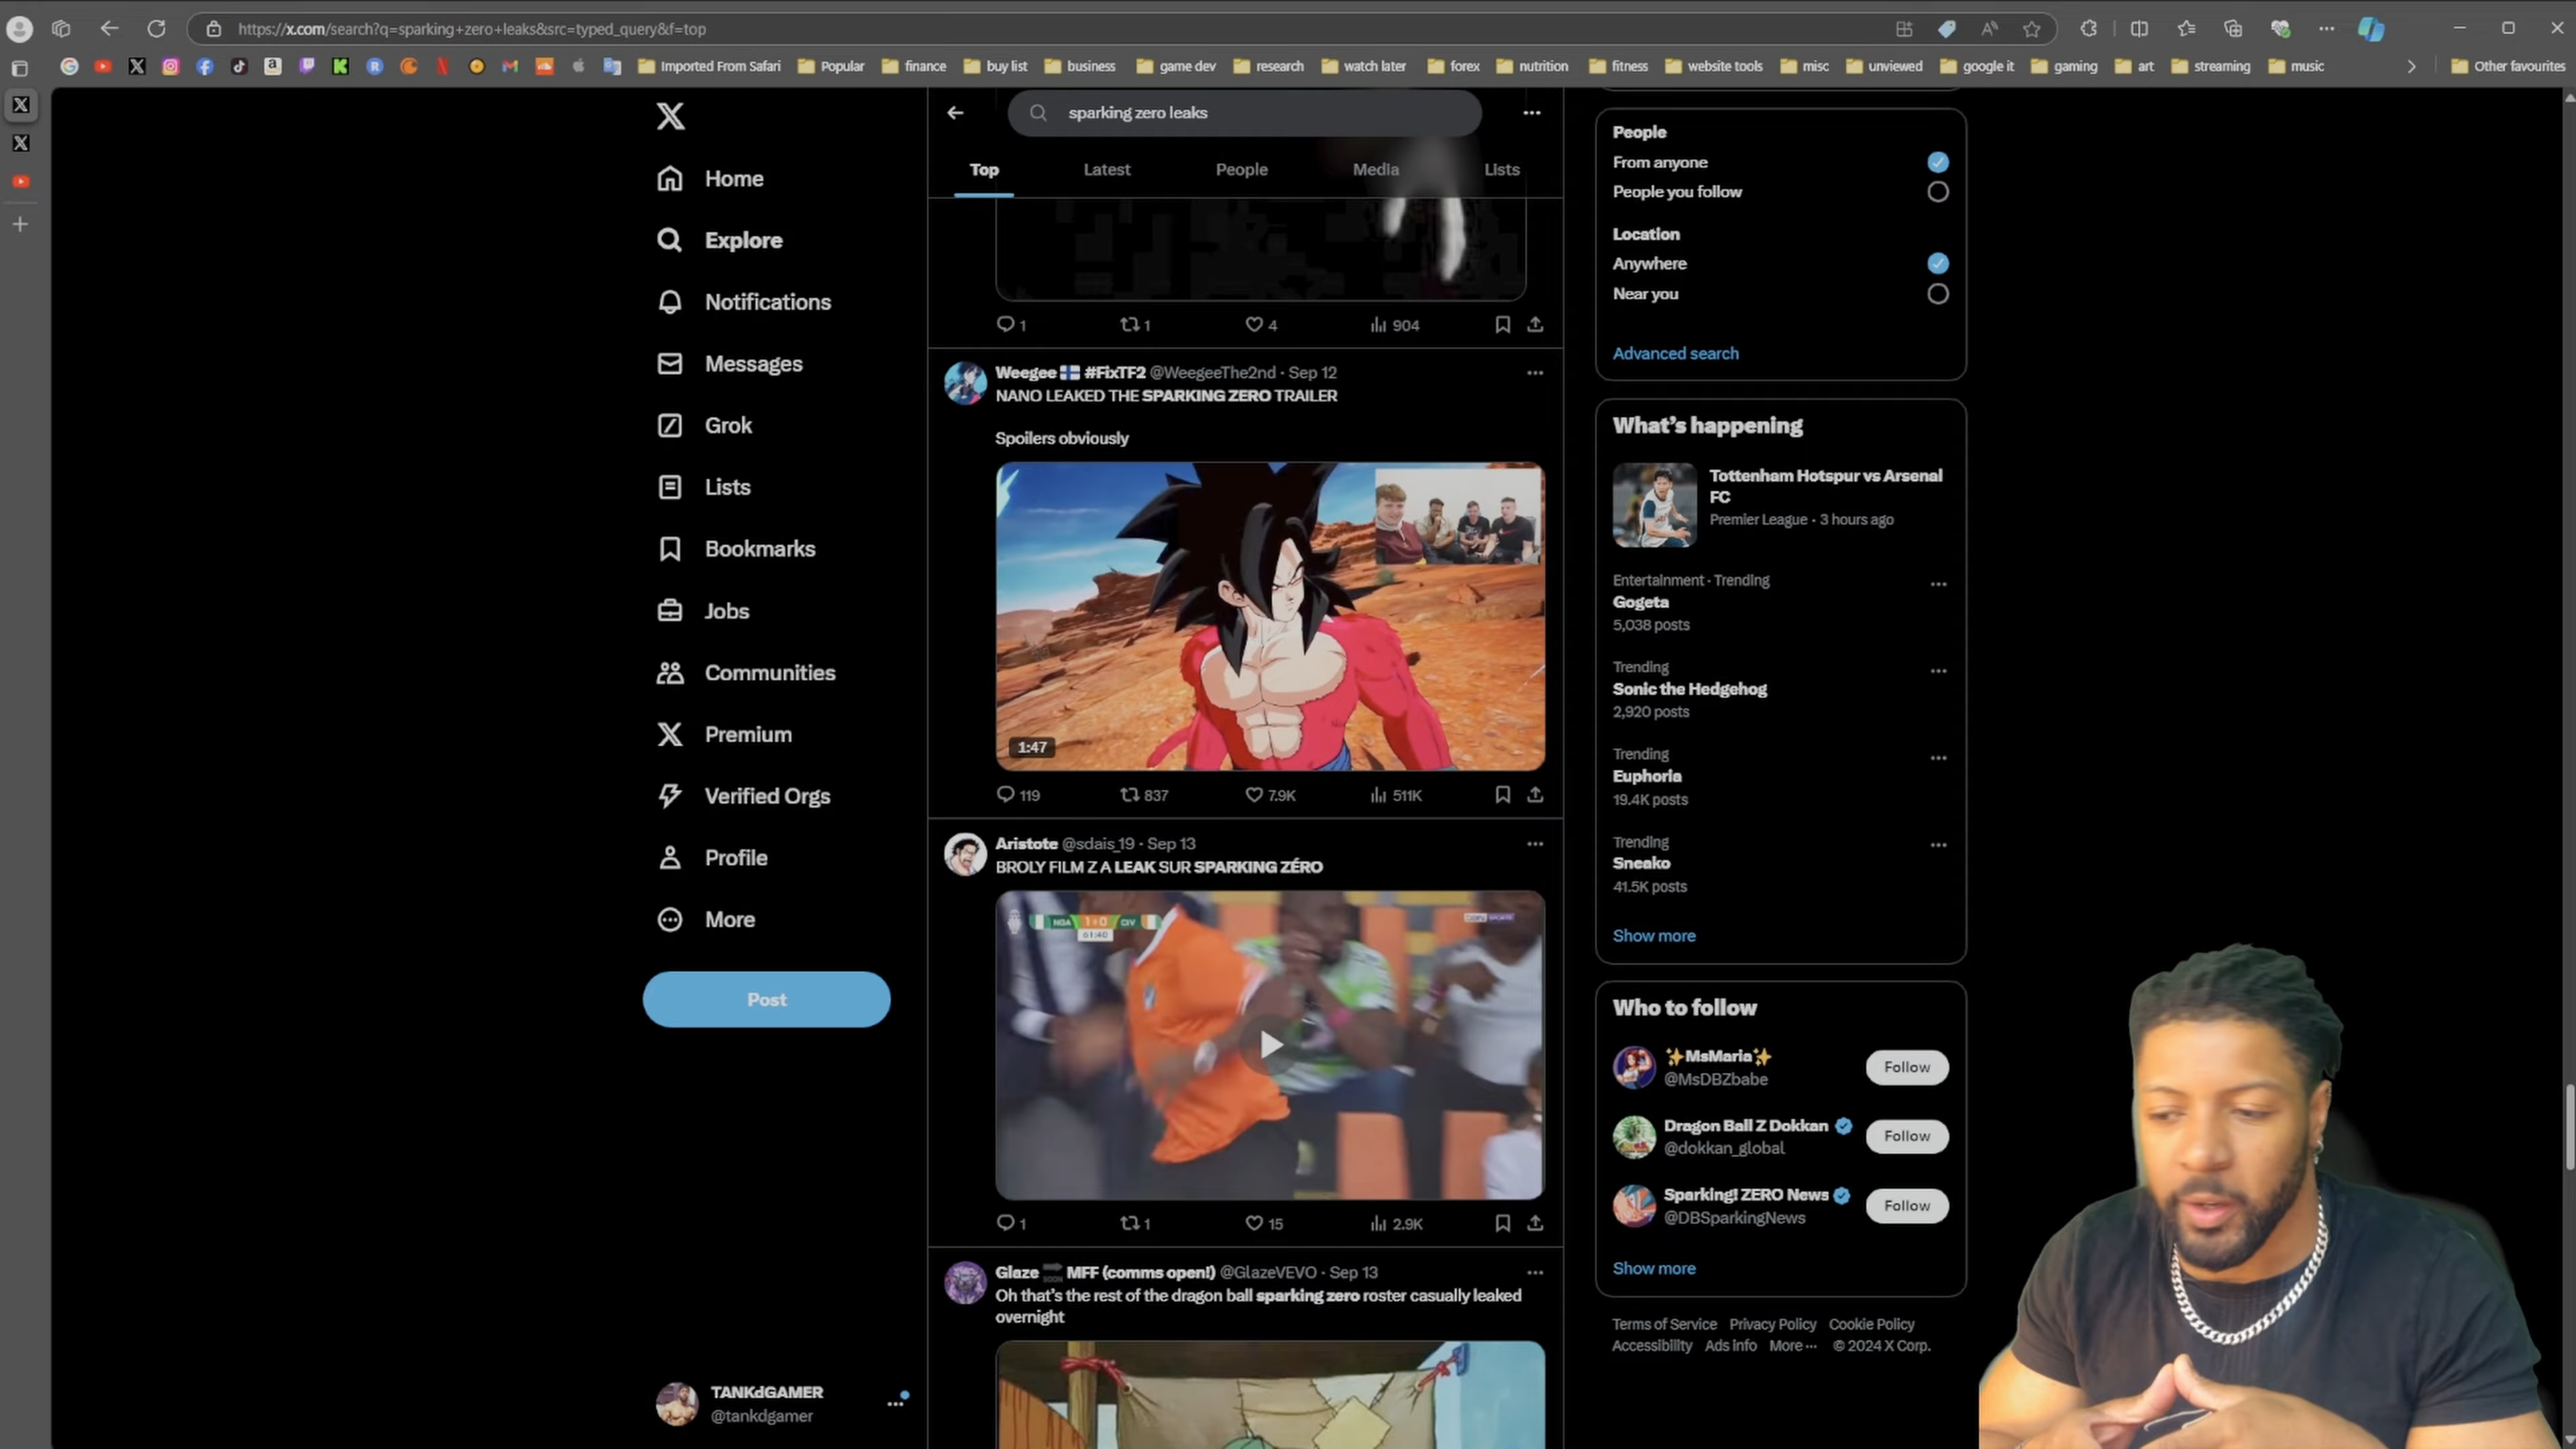 https://x.com/search?q=sparking+zero+leaks&src=typed_query&f=top
Imported From Safari
Popular
finance
buy list
business
game dev
research
watch later
forex
nutrition
fitness
website tools
misc
unviewed
google it
gaming
art
streaming
music
Other favourites
Home
Explore
Notifications
Messages
Grok
Lists
Bookmarks
Jobs
Communities
Premium
Verified Orgs
Profile
More
Post
TANKdGAMER
@tankdgamer
sparking zero leaks
Top
Latest
People
Media
Lists
1
1
4
904
Weegee #FixTF2 @WeegeeThe2nd · Sep 12
NANO LEAKED THE SPARKING ZERO TRAILER
Spoilers obviously
1:47
119
837
7.9K
511K
Aristote @sdais_19 · Sep 13
BROLY FILM Z A LEAK SUR SPARKING ZÉRO
NGA 1-0 CIV
61:40
beIN SPORTS
1
1
15
2.9K
Glaze MFF (comms open!) @GlazeVEVO · Sep 13
Oh that's the rest of the dragon ball sparking zero roster casually leaked
overnight
People
From anyone
People you follow
Location
Anywhere
Near you
Advanced search
What's happening
Tottenham Hotspur vs Arsenal
FC
Premier League · 3 hours ago
Entertainment · Trending
Gogeta
5,038 posts
Trending
Sonic the Hedgehog
2,920 posts
Trending
Euphoria
19.4K posts
Trending
Sneako
41.5K posts
Show more
Who to follow
✨MsMaria✨
@MsDBZbabe
Follow
Dragon Ball Z Dokkan
@dokkan_global
Follow
Sparking! ZERO News
@DBSparkingNews
Follow
Show more
Terms of Service Privacy Policy Cookie Policy
Accessibility Ads info More ··· © 2024 X Corp.